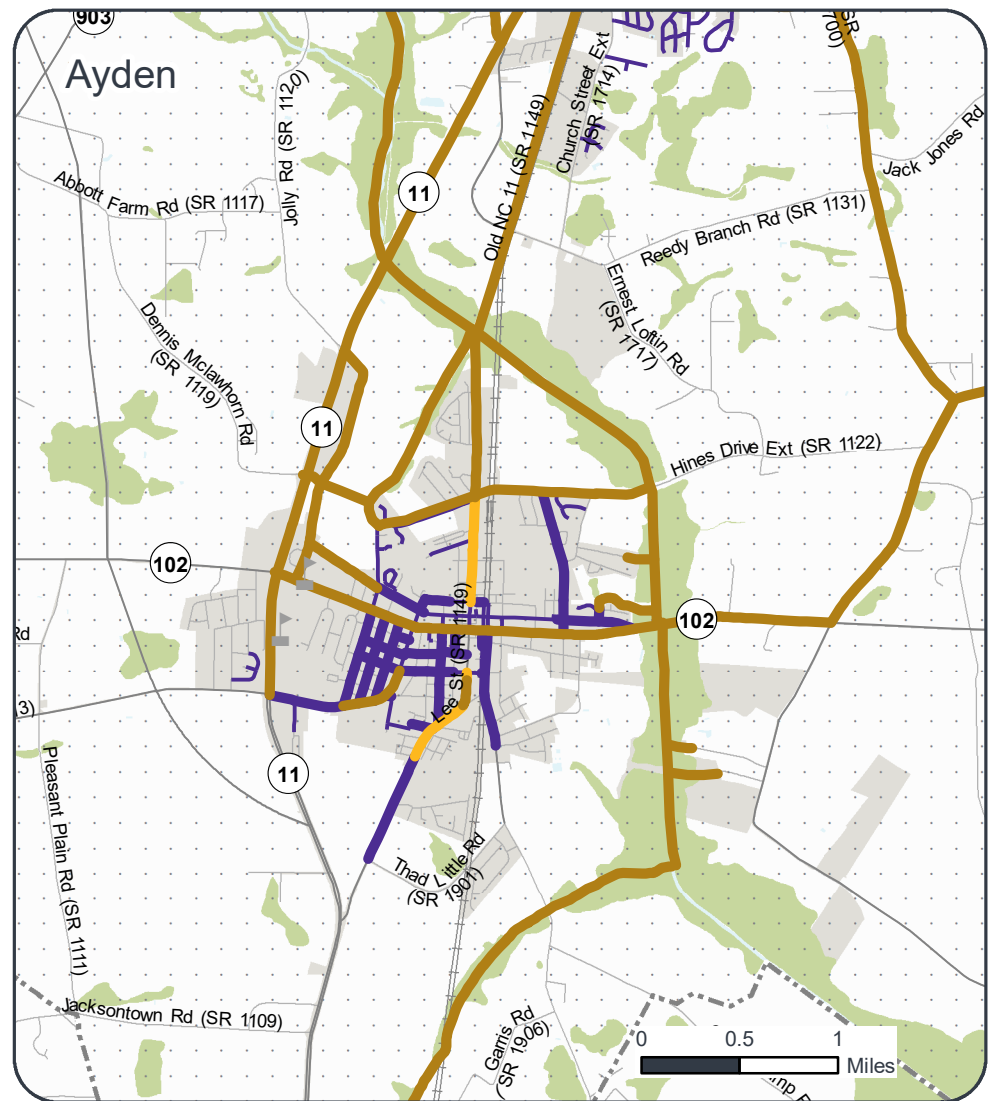 903
SR
700)
Ayden
Church Street Ext
(SR 1714)
Old NC 11 (SR 1149)
Jolly Rd (SR 1120)
Jack Jones Rd
Abbott Farm Rd (SR 1117)
11
Reedy Branch Rd (SR 1131)
Ernest Loftin Rd
(SR 1717)
Dennis Mclawhorn Rd
(SR 1119)
11
Hines Drive Ext (SR 1122)
102
102
Rd
Lee St (SR 1149)
3)
11
Pleasant Plain Rd (SR 1111)
Thad Little Rd
(SR 1901)
Jacksontown Rd (SR 1109)
Garris Rd
(SR 1906)
0 0.5 1
Miles